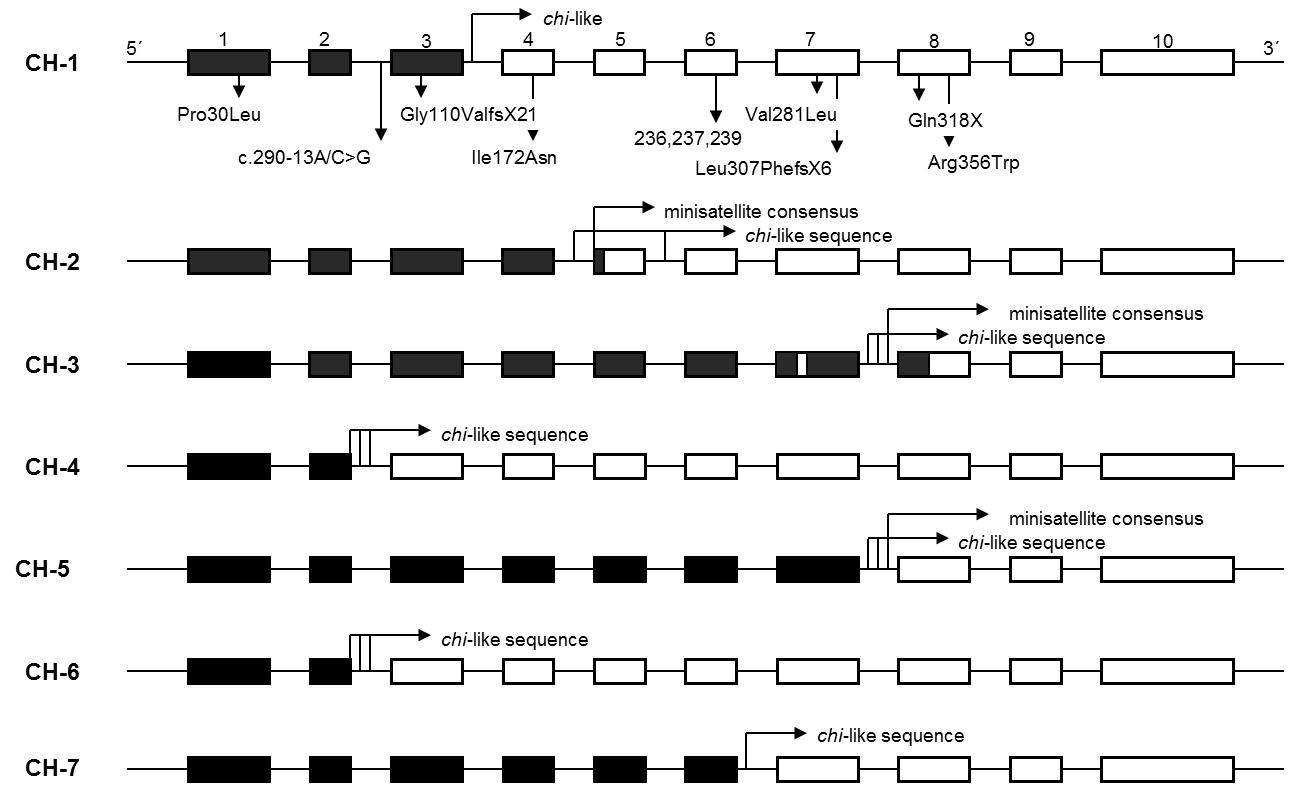 chi-like
5´ 1 2 3 4 5 6 7 8 9 10 3´
CH-1
Pro30Leu Gly110ValfsX21 Val281Leu Gln318X
236,237,239
c.290-13A/C>G Ile172Asn Leu307PhefsX6 Arg356Trp
minisatellite consensus
chi-like sequence
CH-2
minisatellite consensus
chi-like sequence
CH-3
chi-like sequence
CH-4
minisatellite consensus
chi-like sequence
CH-5
chi-like sequence
CH-6
chi-like sequence
CH-7